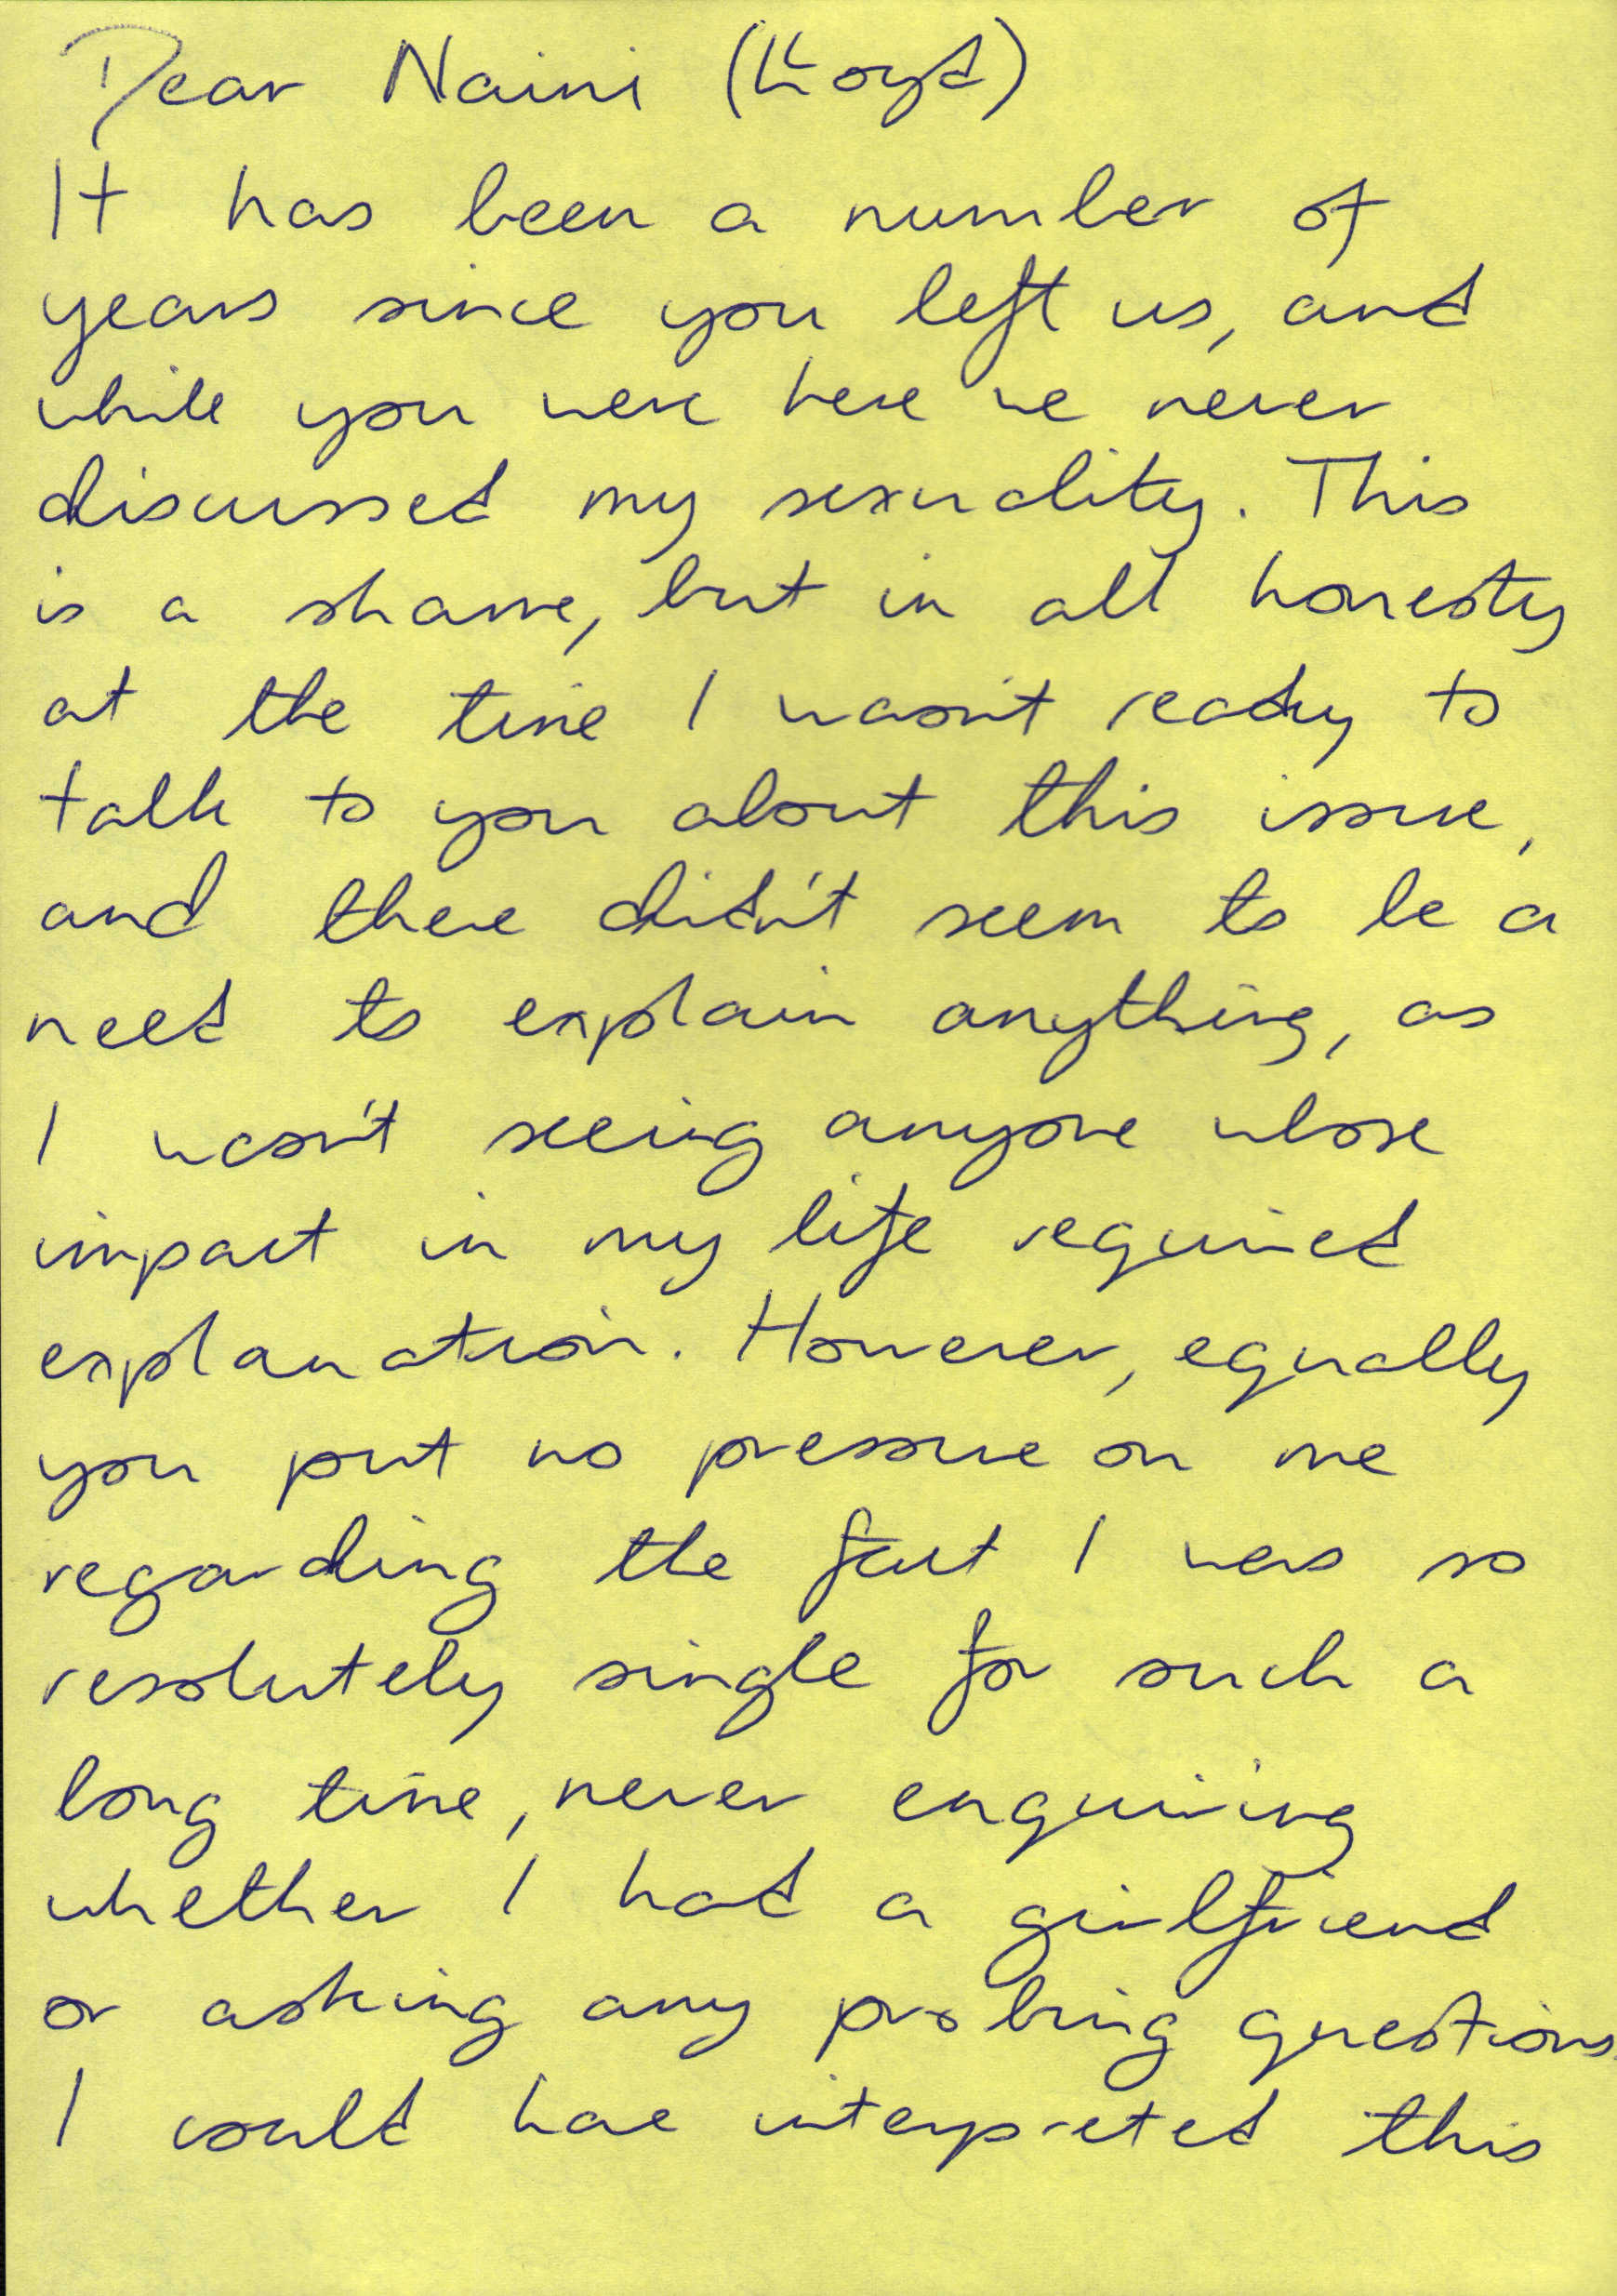 Dear Naini (Lloyd)
It has been a number of
years since you left us, and
while you were here we never
discussed my sexuality. This
is a shame, but in all honesty
at the time I wasn't ready to
talk to you about this issue,
and there didn't seem to be a
need to explain anything, as
I wasn't seeing anyone whose
impact in my life required
explanation. However, equally
you put no pressure on me
regarding the fact I was so
resolutely single for such a
long time, never enquiring
whether I had a girlfriend
or asking any probing questions.
I could have interpreted this